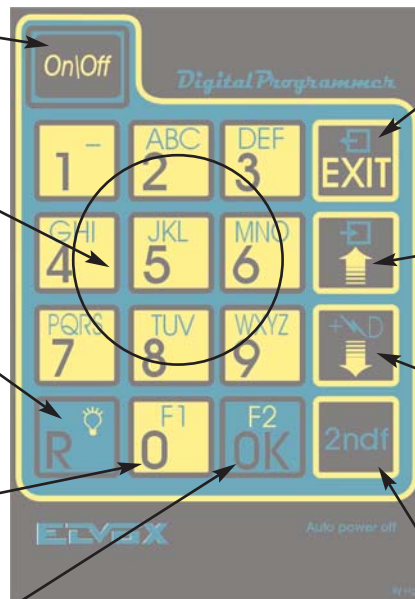 On\Off
Digital Programmer
1 - ABC 2 DEF 3 EXIT
GHI 4 JKL 5 MNO 6
PQRS 7 TUV 8 WXYZ 9 + D
R F1 0 F2 OK 2ndf
ELVOX Auto power off